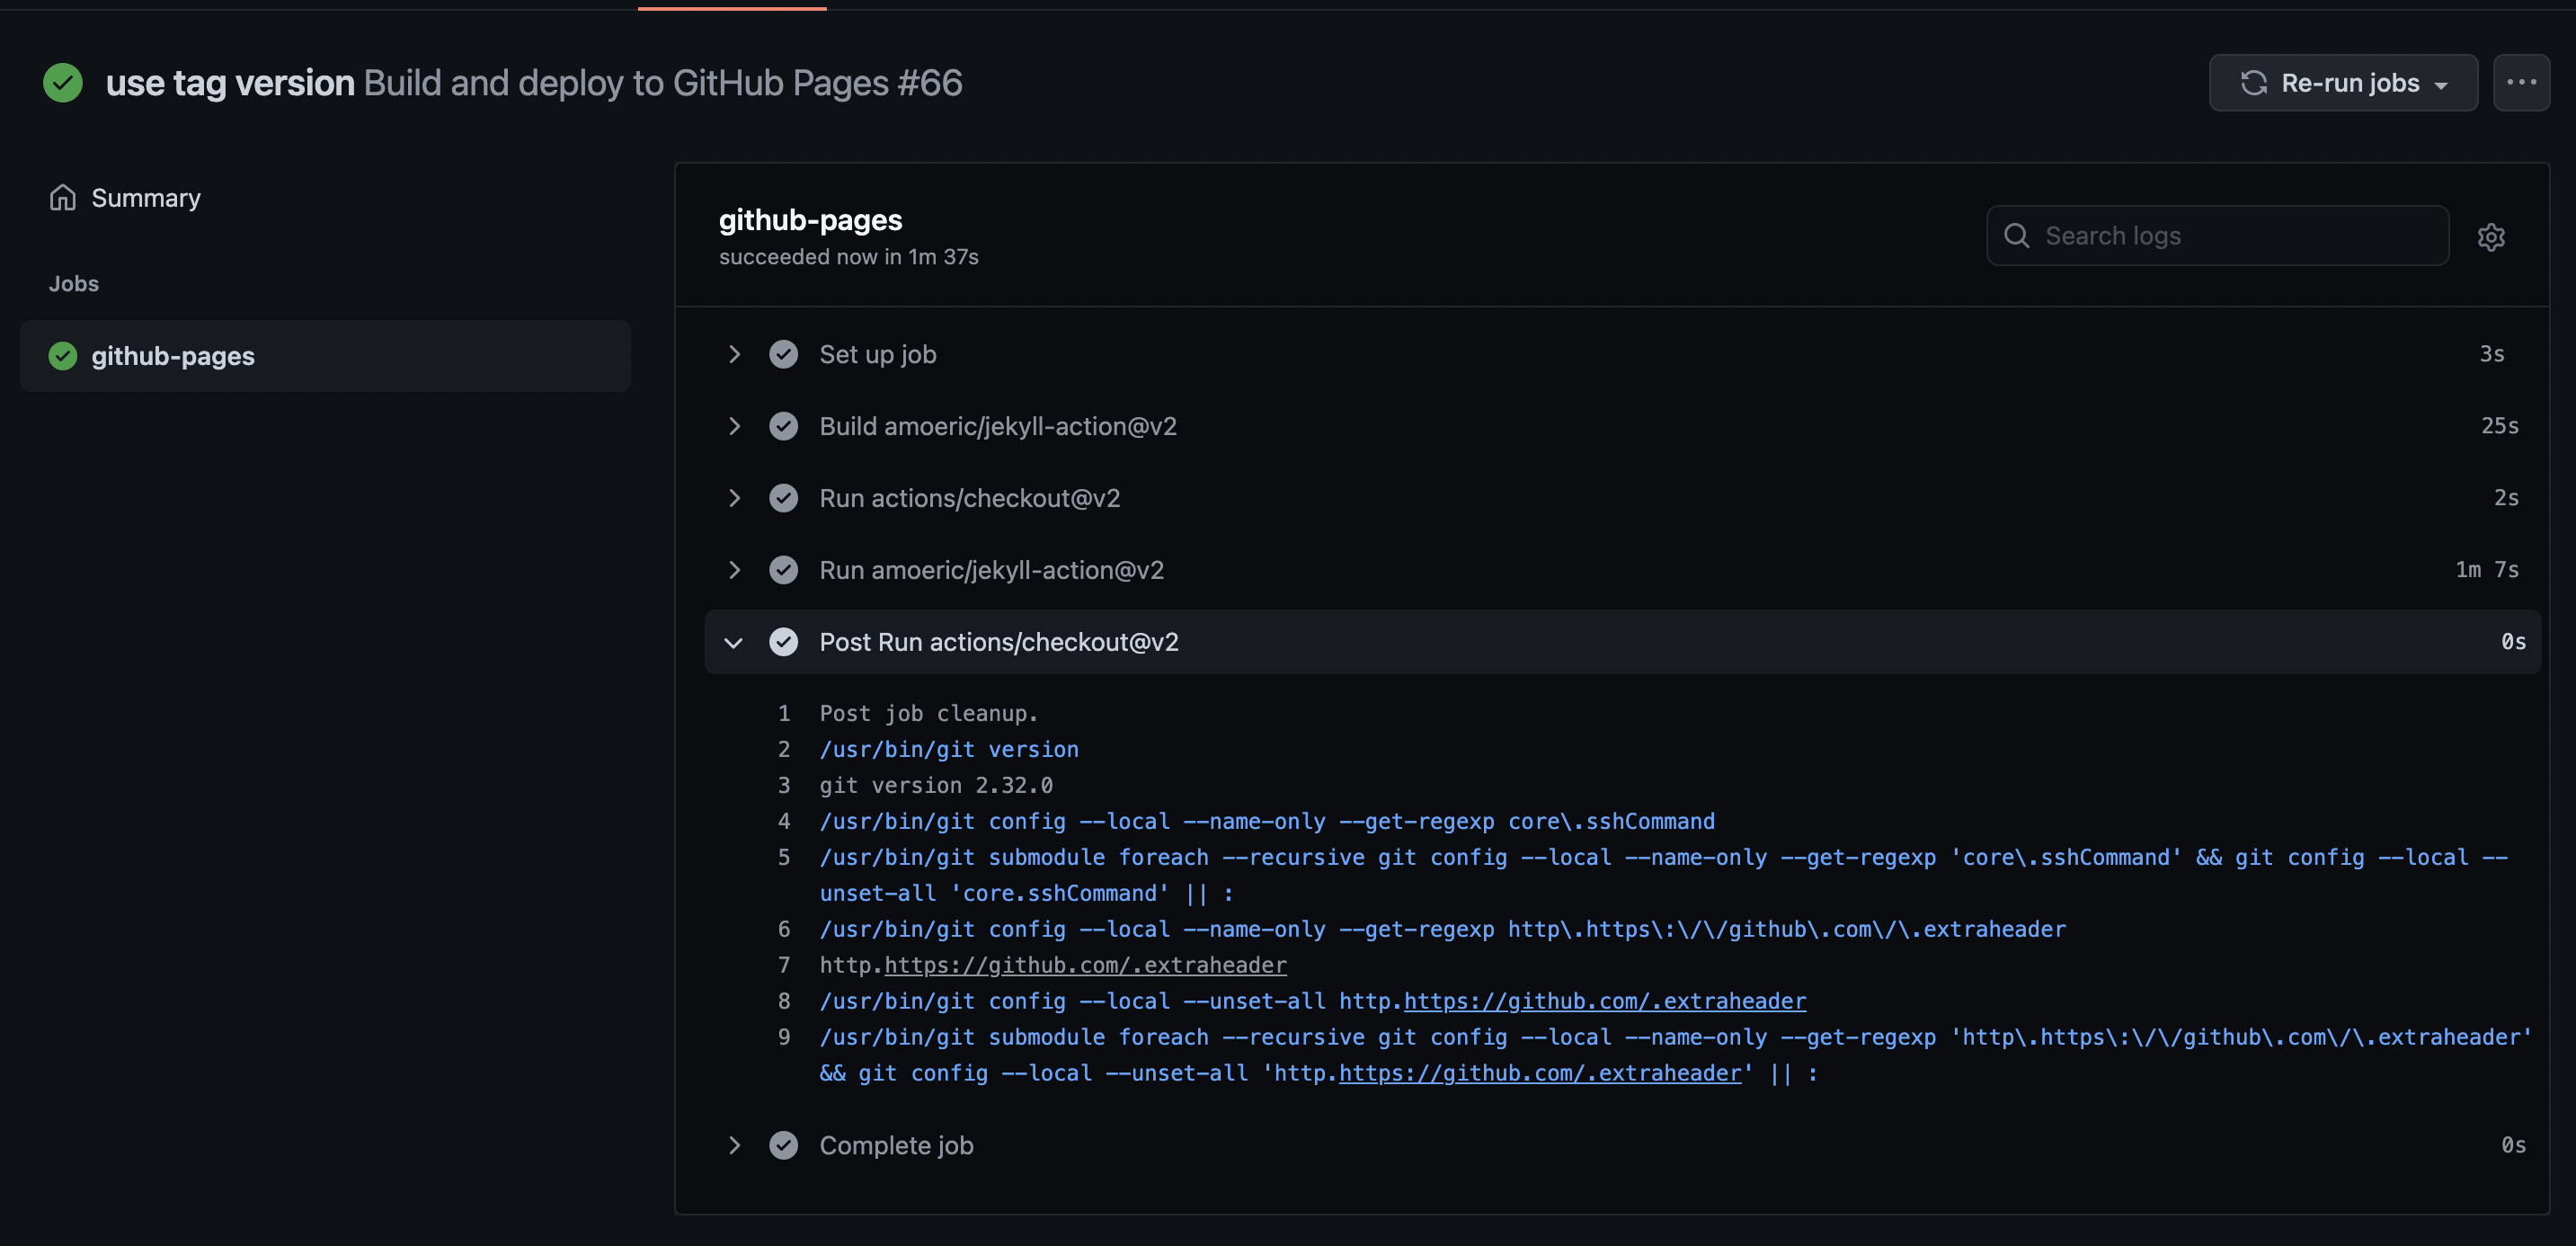 use tag version Build and deploy to GitHub Pages #66
Re-run jobs
Summary
Jobs
github-pages
github-pages
succeeded now in 1m 37s
Search logs
Set up job 3s
Build amoeric/jekyll-action@v2 25s
Run actions/checkout@v2 2s
Run amoeric/jekyll-action@v2 1m 7s
Post Run actions/checkout@v2 0s
1 Post job cleanup.
2 /usr/bin/git version
3 git version 2.32.0
4 /usr/bin/git config --local --name-only --get-regexp core\.sshCommand
5 /usr/bin/git submodule foreach --recursive git config --local --name-only --get-regexp 'core\.sshCommand' && git config --local --
unset-all 'core.sshCommand' || :
6 /usr/bin/git config --local --name-only --get-regexp http\.https\:\/\/github\.com\/\.extraheader
7 http.https://github.com/.extraheader
8 /usr/bin/git config --local --unset-all http.https://github.com/.extraheader
9 /usr/bin/git submodule foreach --recursive git config --local --name-only --get-regexp 'http\.https\:\/\/github\.com\/\.extraheader'
&& git config --local --unset-all 'http.https://github.com/.extraheader' || :
Complete job 0s